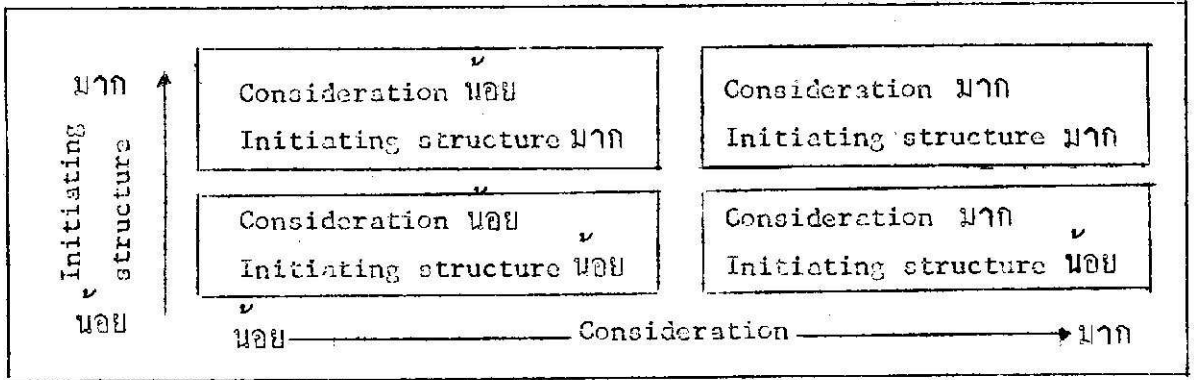 มาก
Initiating
structure
น้อย
Consideration น้อย
Initiating structure มาก
Consideration มาก
Initiating structure มาก
Consideration น้อย
Initiating structure น้อย
Consideration มาก
Initiating structure น้อย
น้อย Consideration มาก